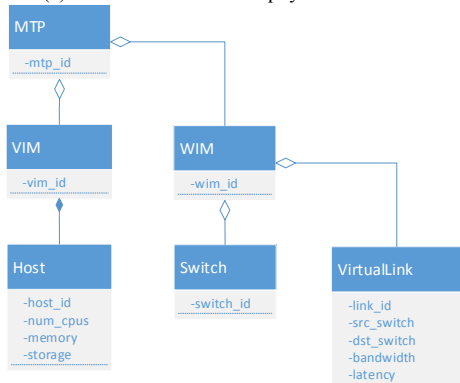 MTP
-mtp_id
VIM
-vim_id
WIM
-wim_id
Host
-host_id
-num_cpus
-memory
-storage
Switch
-switch_id
VirtualLink
-link_id
-src_switch
-dst_switch
-bandwidth
-latency